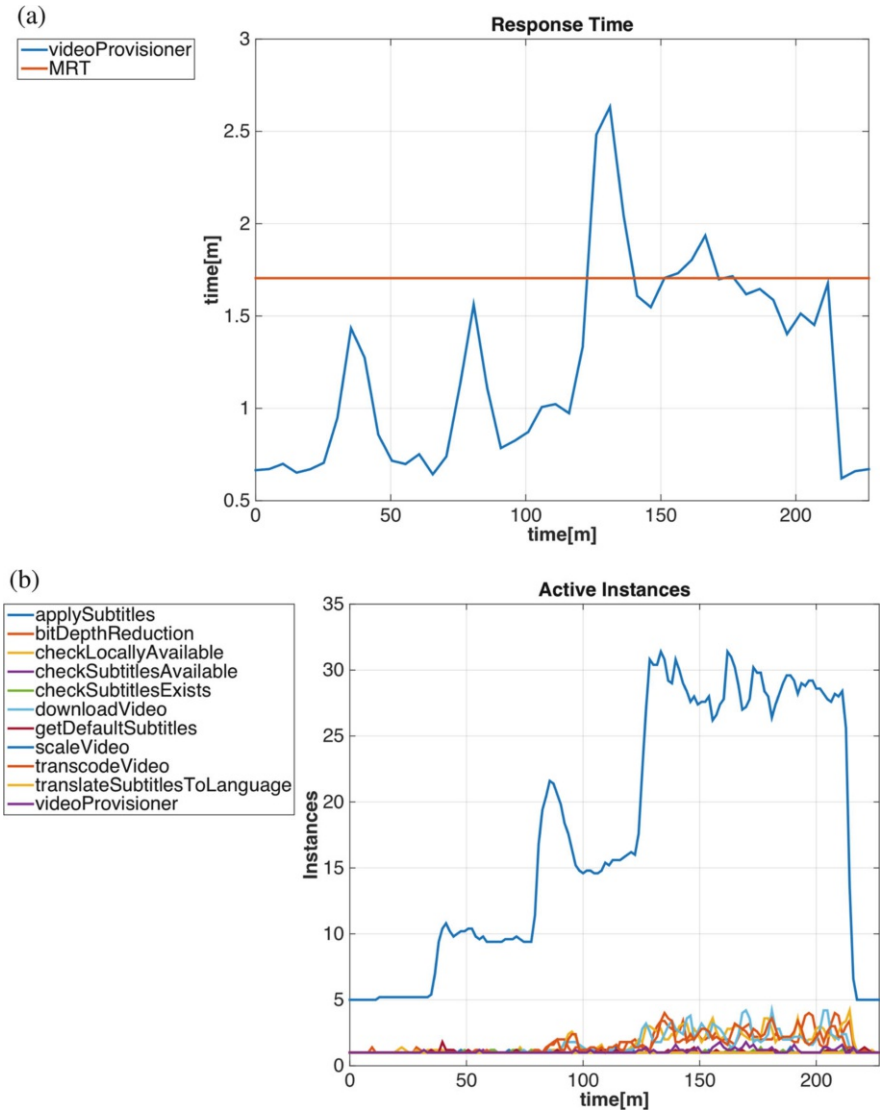 (a)
videoProvisioner
MRT
Response Time
3
2.5
2
1.5
1
0.5
time[m]
0 50 100 150 200
time[m]
(b)
applySubtitles
bitDepthReduction
checkLocallyAvailable
checkSubtitlesAvailable
checkSubtitlesExists
downloadVideo
getDefaultSubtitles
scaleVideo
transcodeVideo
translateSubtitlesToLanguage
videoProvisioner
Active Instances
35
30
25
20
15
10
5
0
Instances
0 50 100 150 200
time[m]